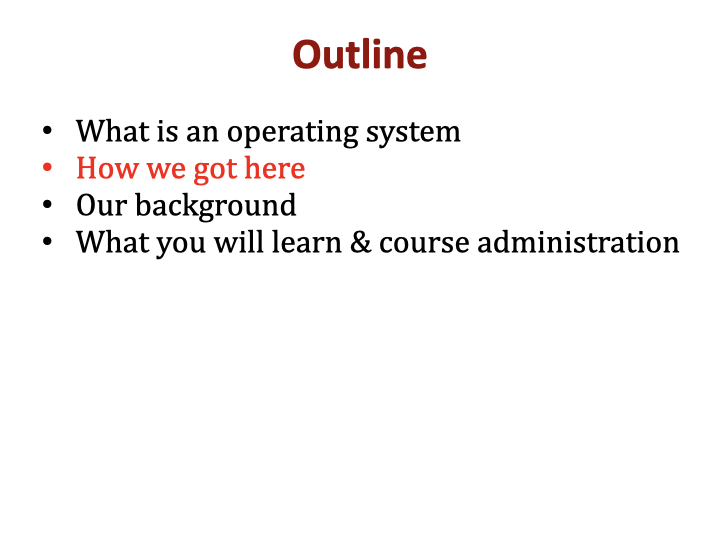 Outline
• What is an operating system
• How we got here
• Our background
• What you will learn & course administration